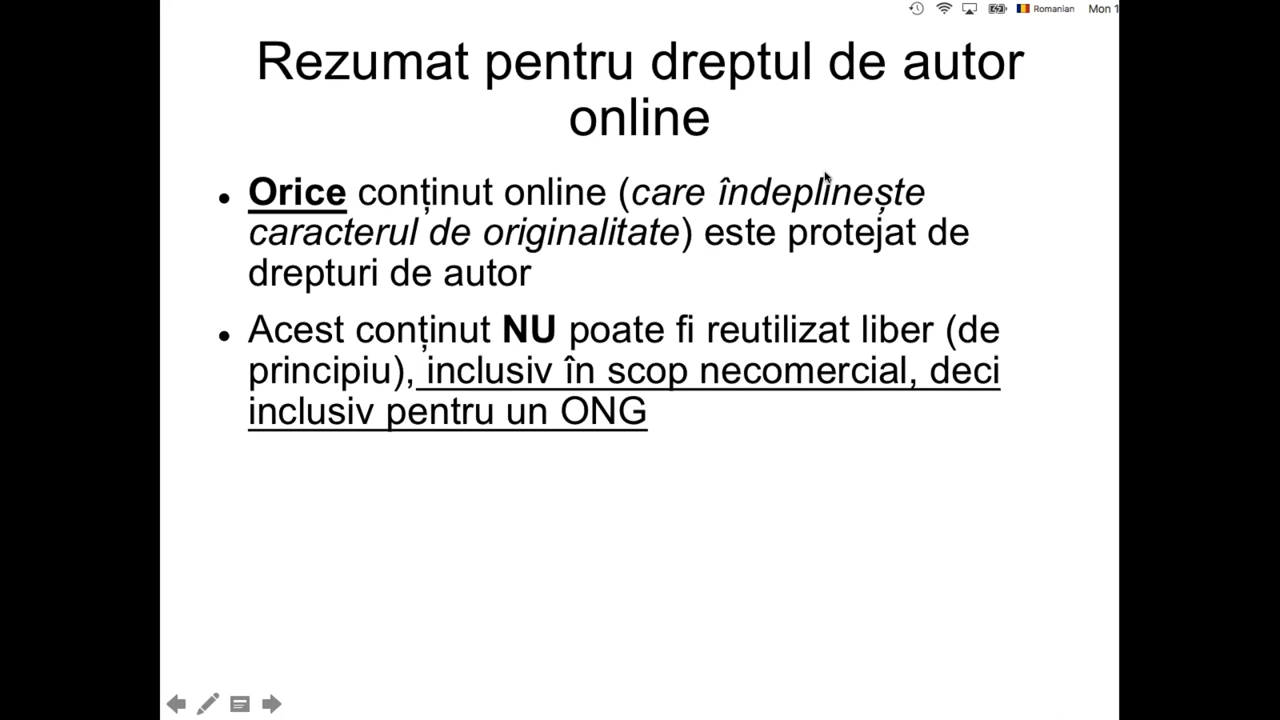 Romanian Mon 1
Rezumat pentru dreptul de autor
online
Orice conținut online (care îndeplinește
caracterul de originalitate) este protejat de
drepturi de autor
Acest conținut NU poate fi reutilizat liber (de
principiu), inclusiv în scop necomercial, deci
inclusiv pentru un ONG